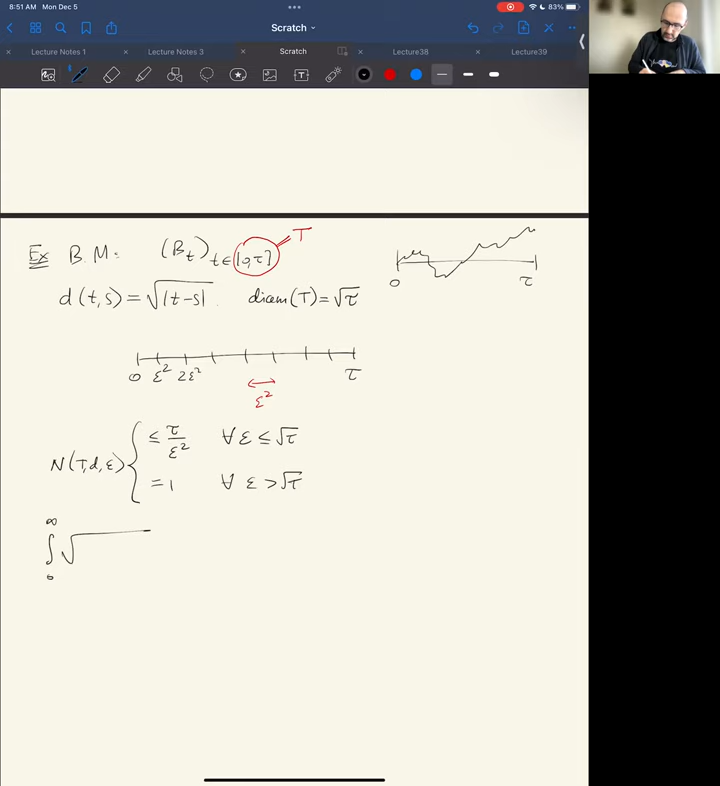 8:51 AM Mon Dec 5
83%
Scratch
Lecture Notes 1
Lecture Notes 3
Scratch
Lecture38
Lecture39
Ex B.M: (B_t)_{t∈[0,τ]} = T
0 τ
d(t,s) = √|t-s| . diam(T) = √τ
0 ε² 2ε² τ
ε²
N(T,d,ε) { ≤ τ/ε² ∀ ε ≤ √τ
= 1 ∀ ε > √τ
∫_0^∞ √